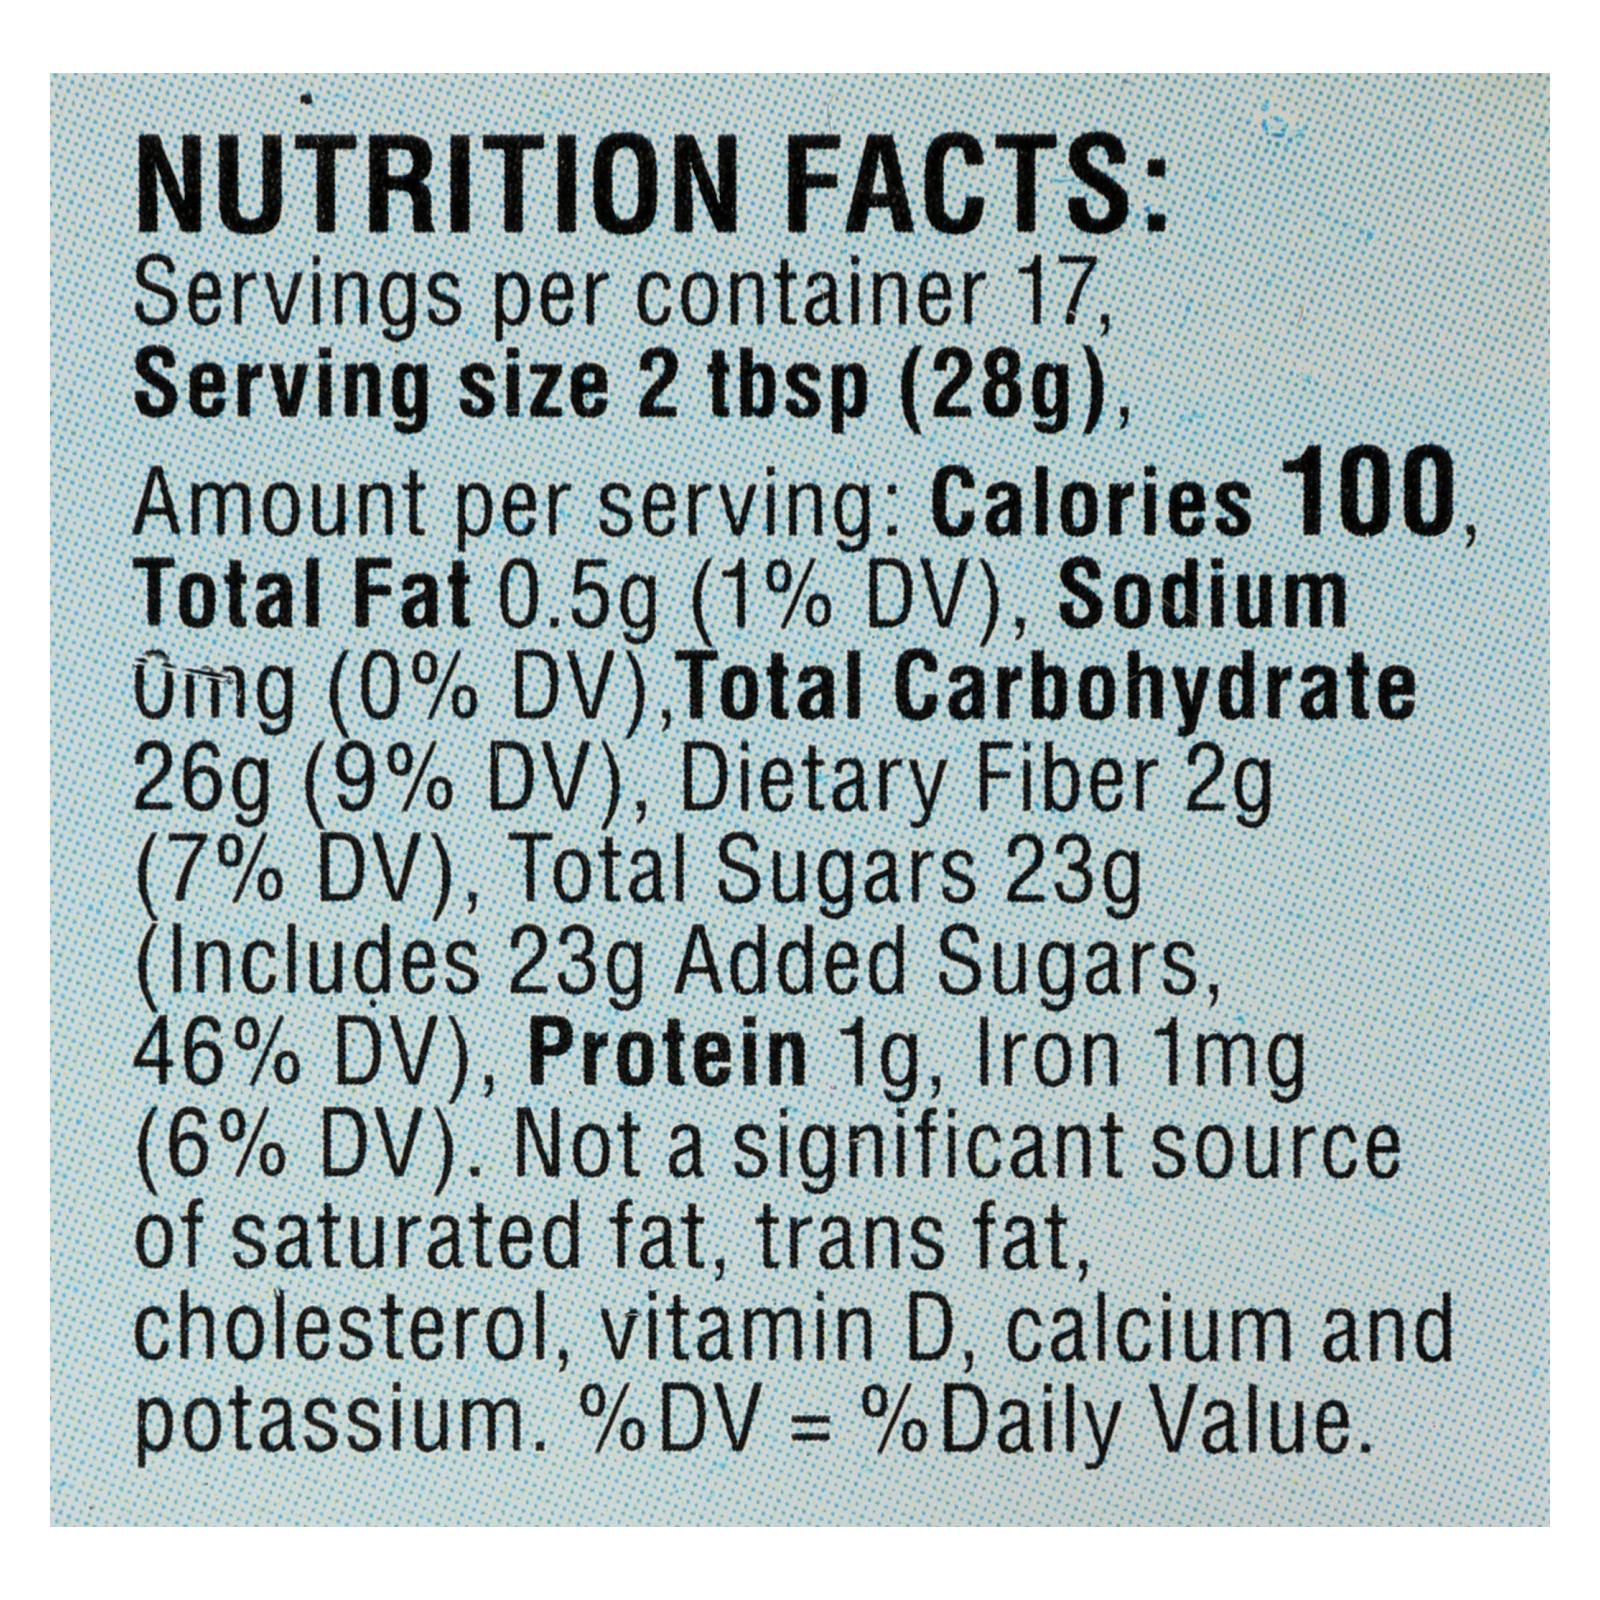 NUTRITION FACTS:
Servings per container 17,
Serving size 2 tbsp (28g),
Amount per serving: Calories 100,
Total Fat 0.5g (1% DV), Sodium
0mg (0% DV),Total Carbohydrate
26g (9% DV), Dietary Fiber 2g
(7% DV), Total Sugars 23g
(Includes 23g Added Sugars,
46% DV), Protein 1g, Iron 1mg
(6% DV). Not a significant source
of saturated fat, trans fat,
cholesterol, vitamin D, calcium and
potassium. %DV = %Daily Value.